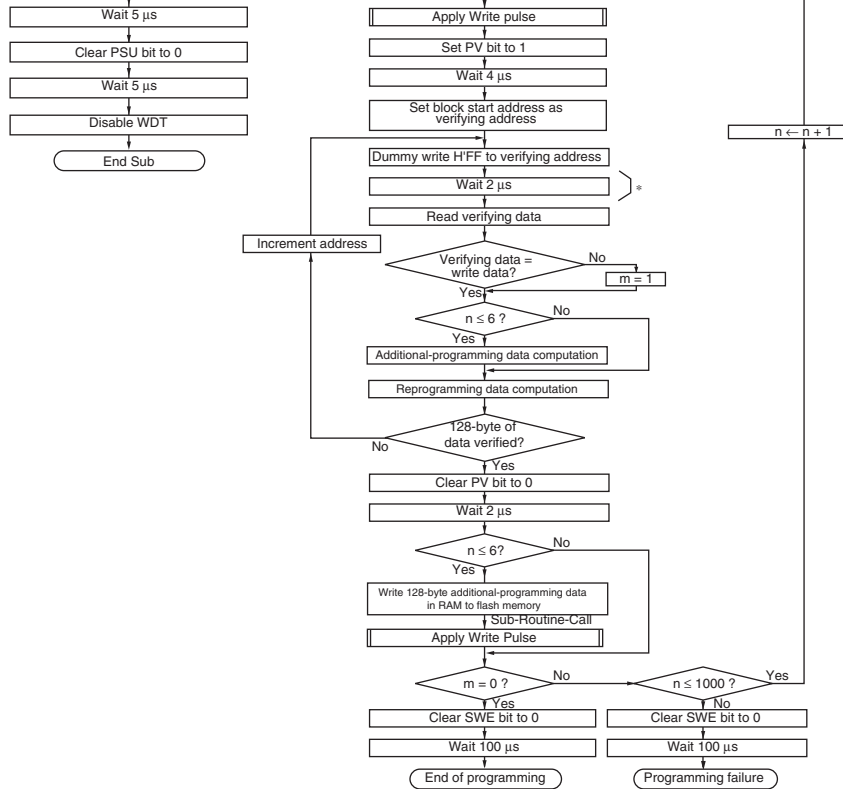 Wait 5 µs
Clear PSU bit to 0
Wait 5 µs
Disable WDT
End Sub
Apply Write pulse
Set PV bit to 1
Wait 4 µs
Set block start address as
verifying address
n ← n + 1
Dummy write H'FF to verifying address
Wait 2 µs
*
Read verifying data
Increment address
Verifying data =
write data?
No
m = 1
Yes
n ≤ 6 ?
No
Yes
Additional-programming data computation
Reprogramming data computation
128-byte of
data verified?
No
Yes
Clear PV bit to 0
Wait 2 µs
n ≤ 6?
No
Yes
Write 128-byte additional-programming data
in RAM to flash memory
Sub-Routine-Call
Apply Write Pulse
m = 0 ?
No
n ≤ 1000 ?
Yes
Yes
No
Clear SWE bit to 0
Clear SWE bit to 0
Wait 100 µs
Wait 100 µs
End of programming
Programming failure